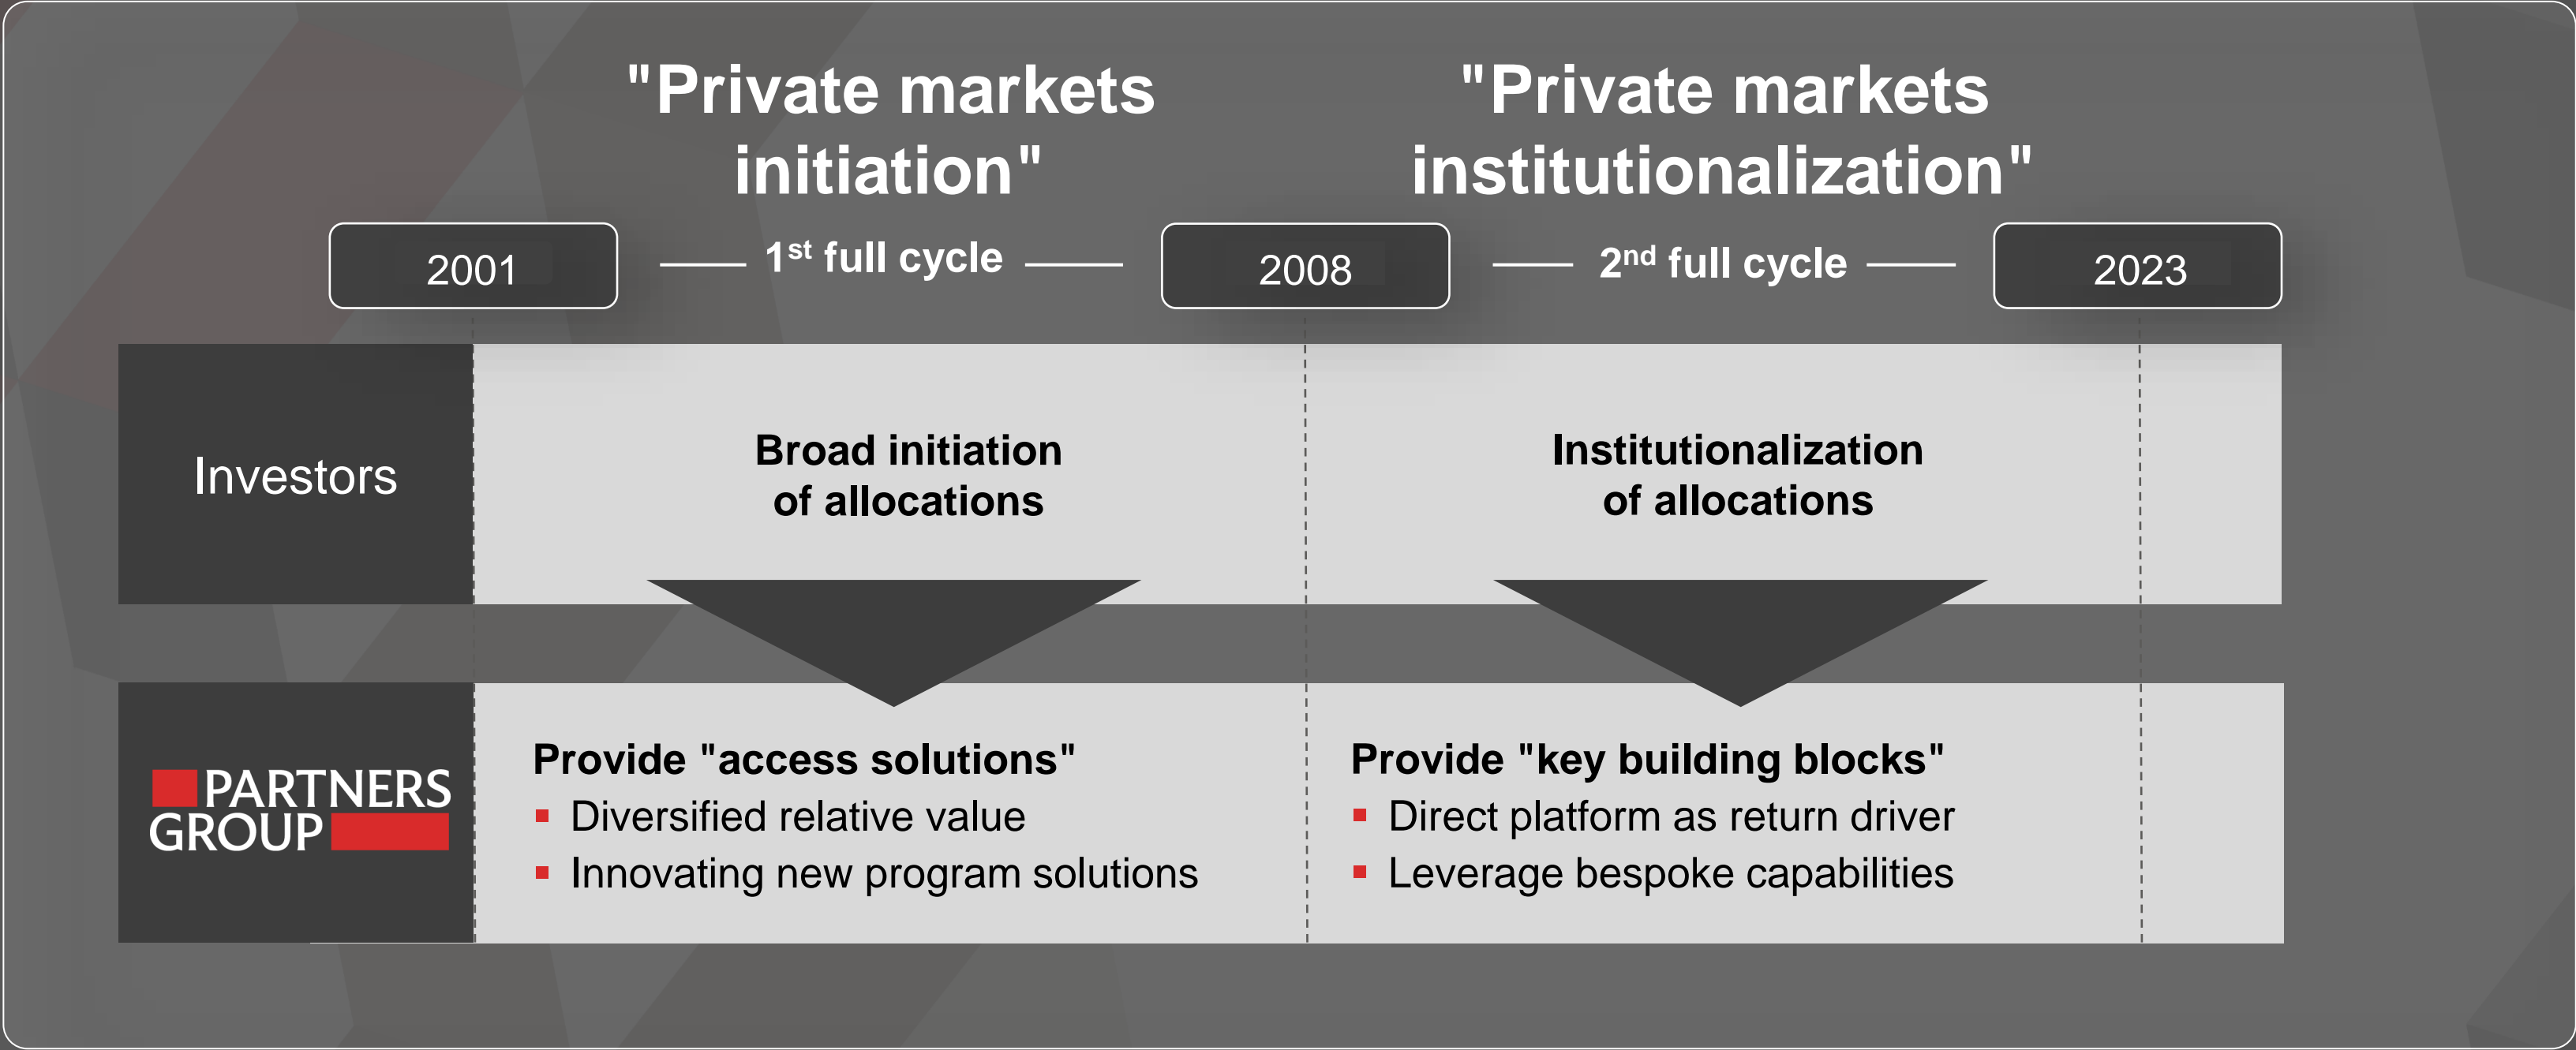 "Private markets
initiation"
"Private markets
institutionalization"
2001
1st full cycle
2008
2nd full cycle
2023
Investors
Broad initiation
of allocations
Institutionalization
of allocations
PARTNERS
GROUP
Provide "access solutions"
▪ Diversified relative value
▪ Innovating new program solutions
Provide "key building blocks"
▪ Direct platform as return driver
▪ Leverage bespoke capabilities